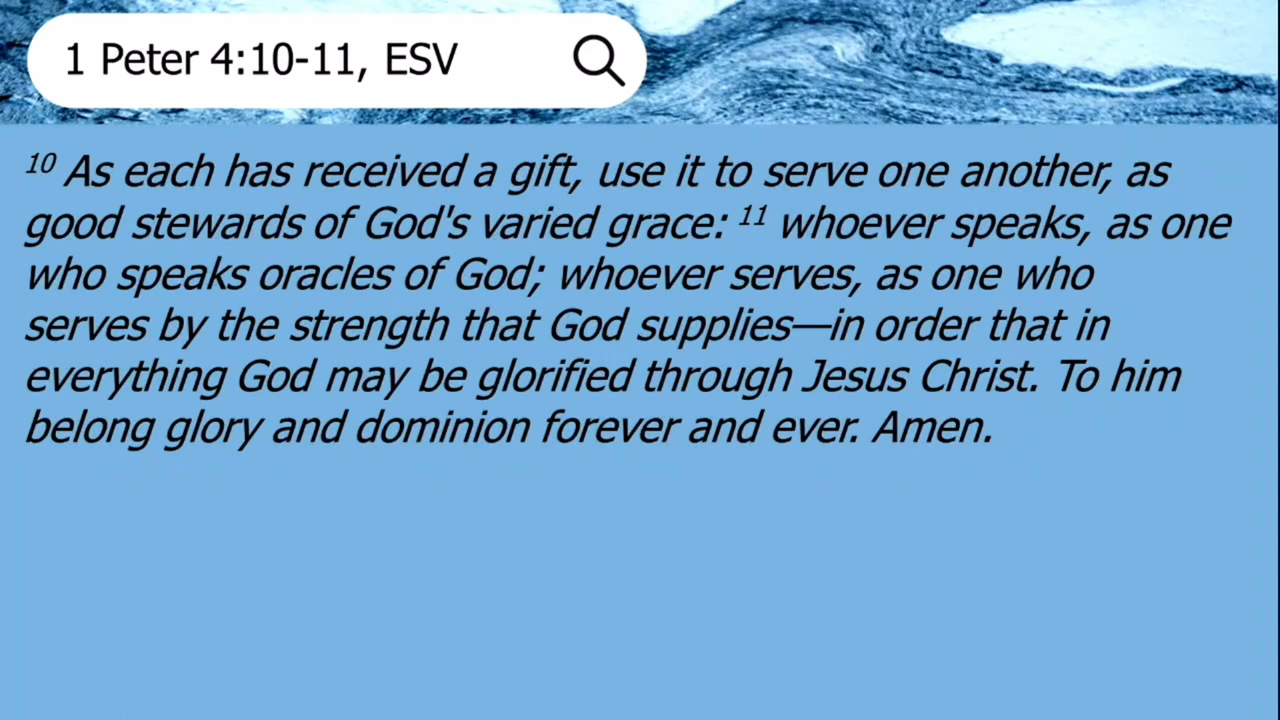 1 Peter 4:10-11, ESV
10 As each has received a gift, use it to serve one another, as
good stewards of God's varied grace: 11 whoever speaks, as one
who speaks oracles of God; whoever serves, as one who
serves by the strength that God supplies—in order that in
everything God may be glorified through Jesus Christ. To him
belong glory and dominion forever and ever. Amen.